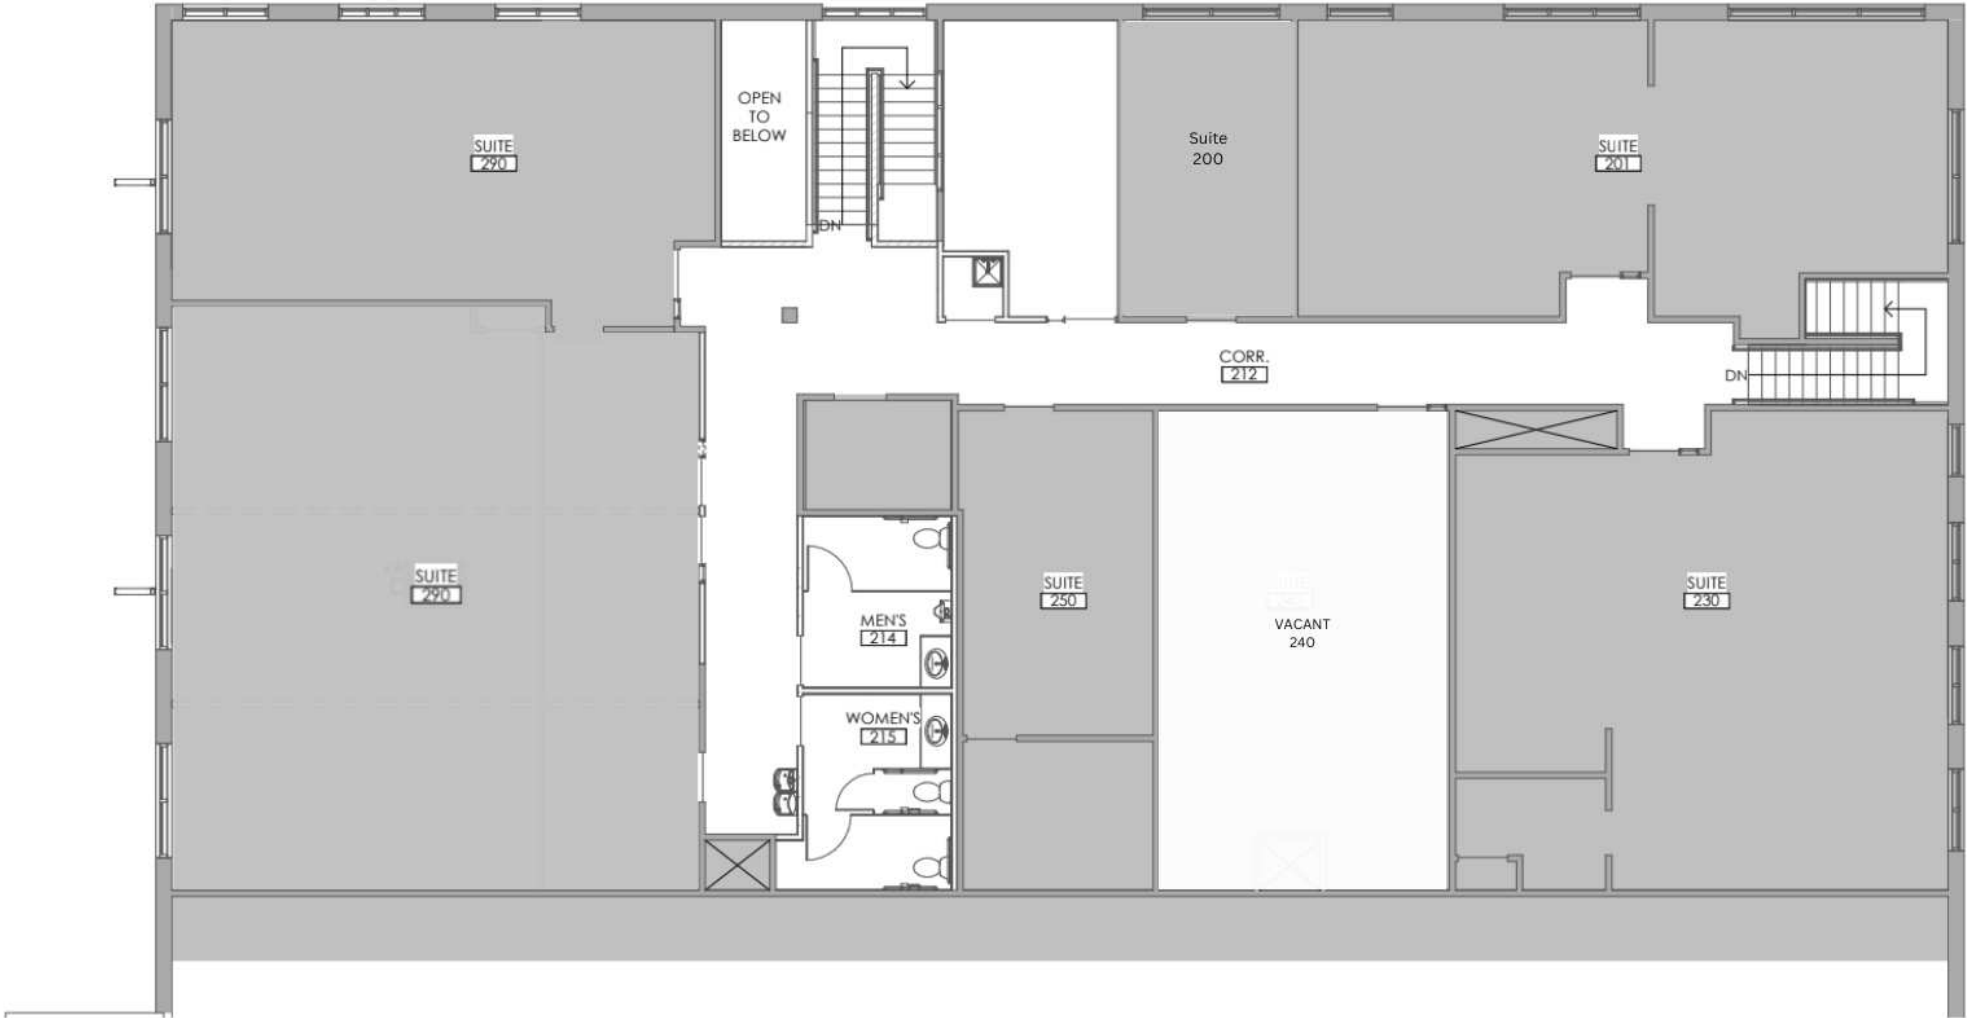 OPEN
TO
BELOW
SUITE
290
Suite
200
SUITE
201
DN
CORR.
212
DN
SUITE
290
SUITE
250
VACANT
240
SUITE
230
MEN'S
214
WOMEN'S
215